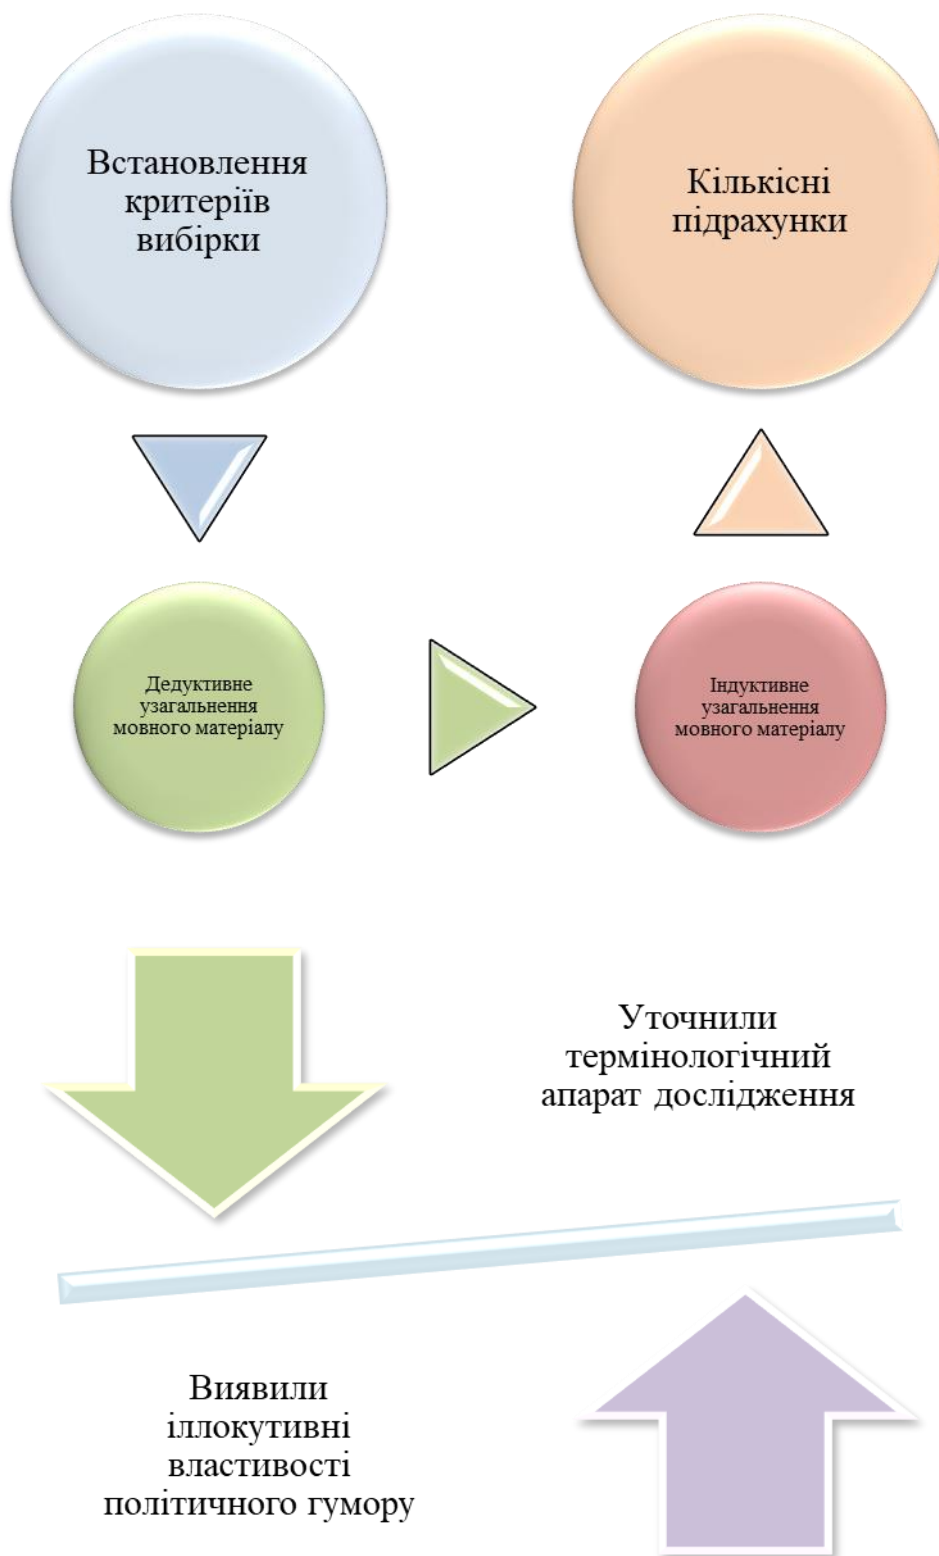 Встановлення
критеріїв
вибірки
Кількісні
підрахунки
Дедуктивне
узагальнення
мовного матеріалу
Індуктивне
узагальнення
мовного матеріалу
Уточнили
термінологічний
апарат дослідження
Виявили
іллокутивні
властивості
політичного гумору